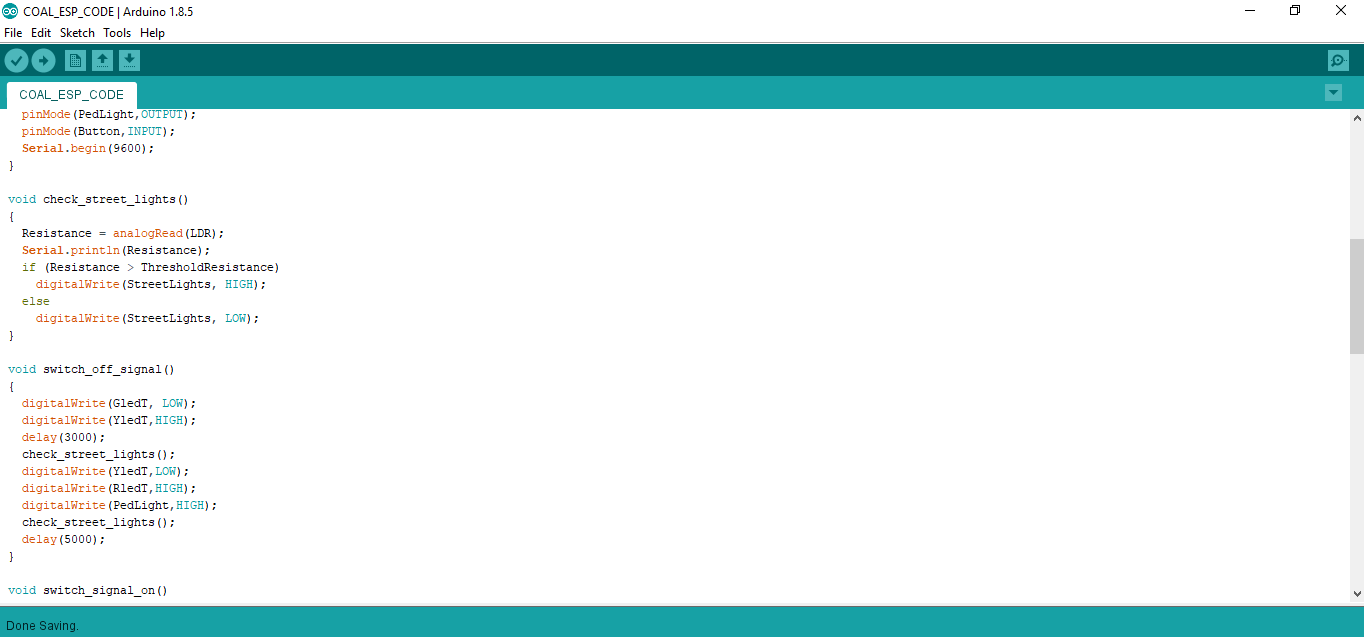 COAL_ESP_CODE | Arduino 1.8.5
File Edit Sketch Tools Help
COAL_ESP_CODE
  pinMode(PedLight,OUTPUT);
  pinMode(Button,INPUT);
  Serial.begin(9600);
}

void check_street_lights()
{
  Resistance = analogRead(LDR);
  Serial.println(Resistance);
  if (Resistance > ThresholdResistance)
    digitalWrite(StreetLights, HIGH);
  else
    digitalWrite(StreetLights, LOW);
}

void switch_off_signal()
{
  digitalWrite(GledT, LOW);
  digitalWrite(YledT,HIGH);
  delay(3000);
  check_street_lights();
  digitalWrite(YledT,LOW);
  digitalWrite(RledT,HIGH);
  digitalWrite(PedLight,HIGH);
  check_street_lights();
  delay(5000);
}

void switch_signal_on()
Done Saving.